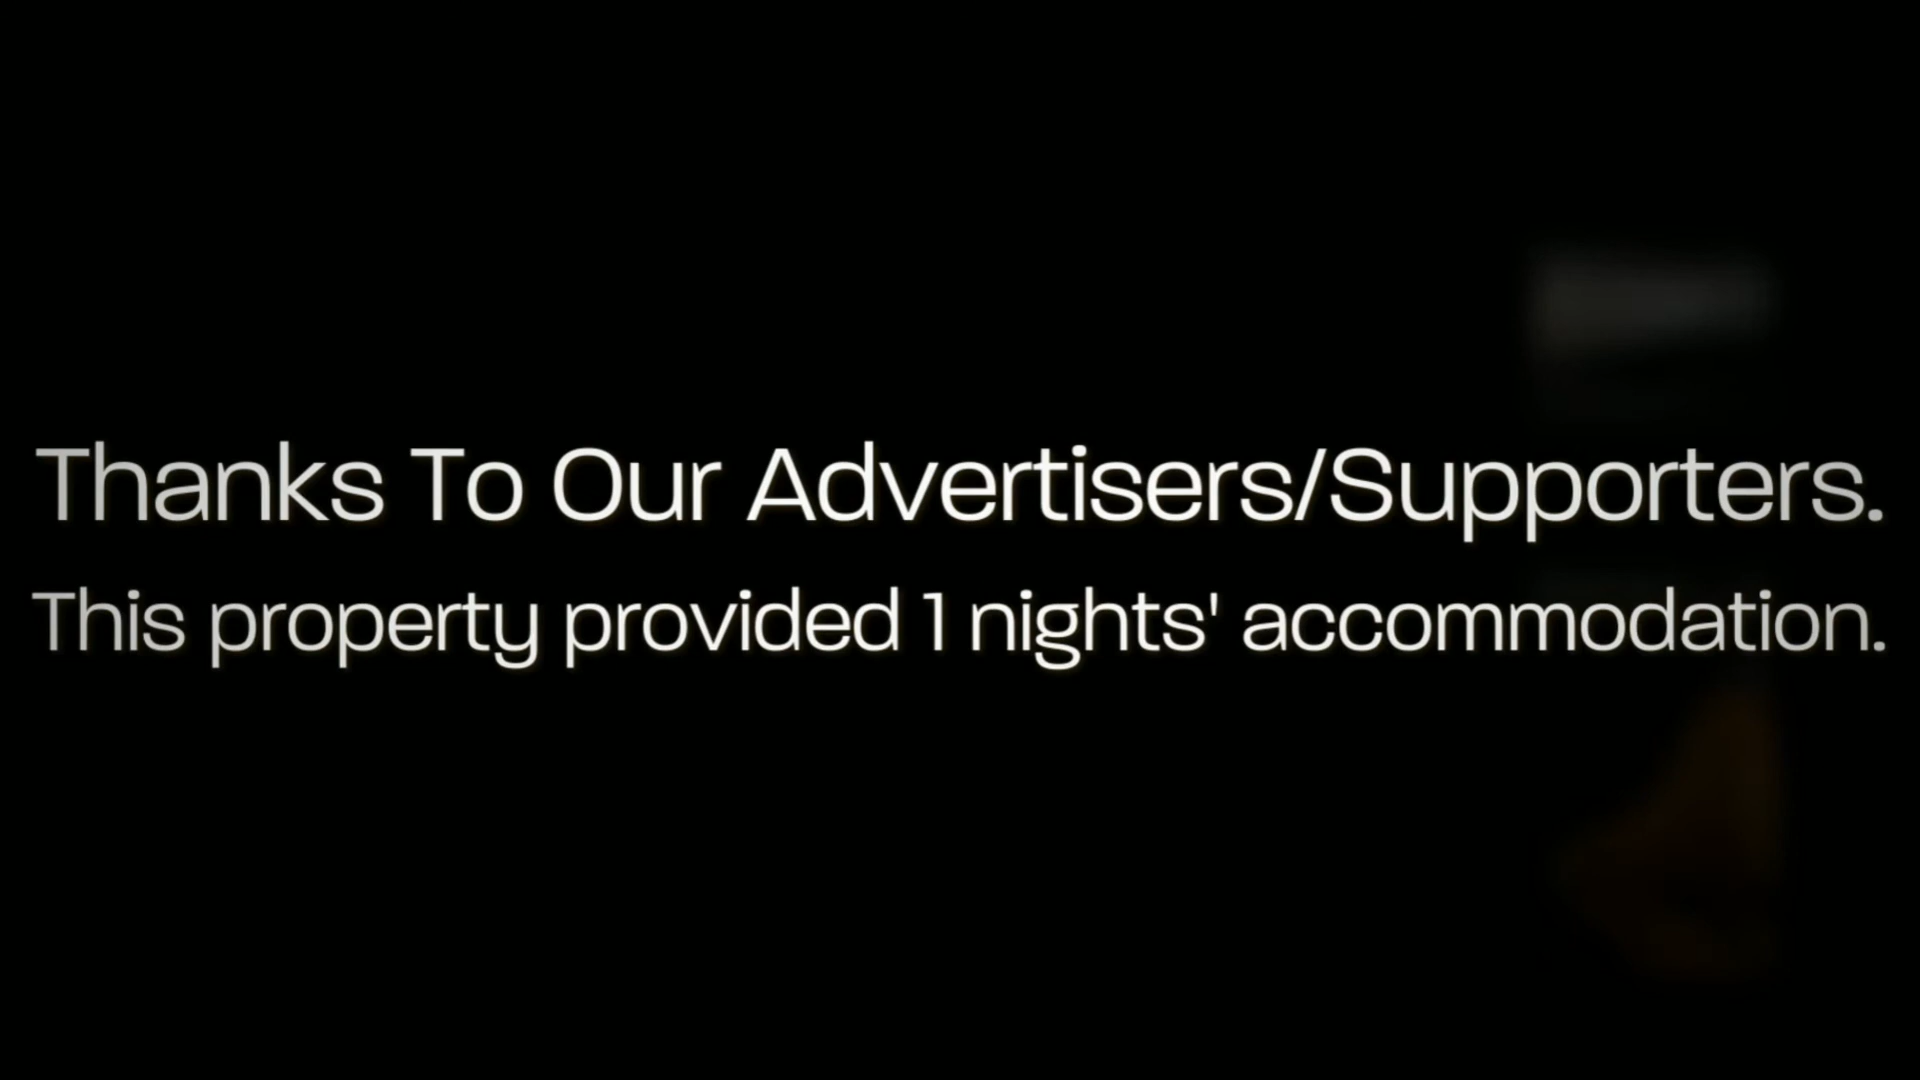 Thanks To Our Advertisers/Supporters.
This property provided 1 nights' accommodation.